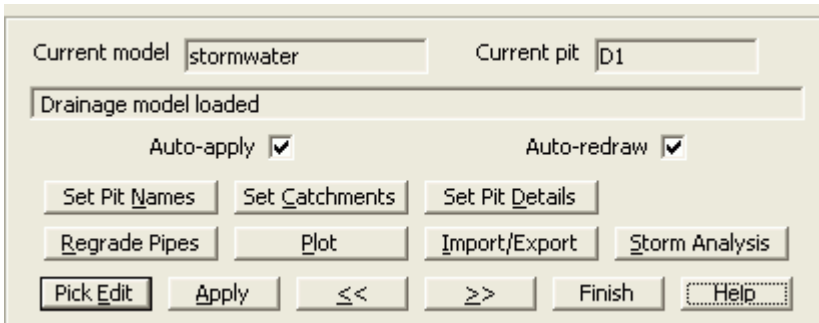 Current model stormwater Current pit D1
Drainage model loaded
Auto-apply Auto-redraw
Set Pit Names Set Catchments Set Pit Details
Regrade Pipes Plot Import/Export Storm Analysis
Pick Edit Apply << >> Finish Help